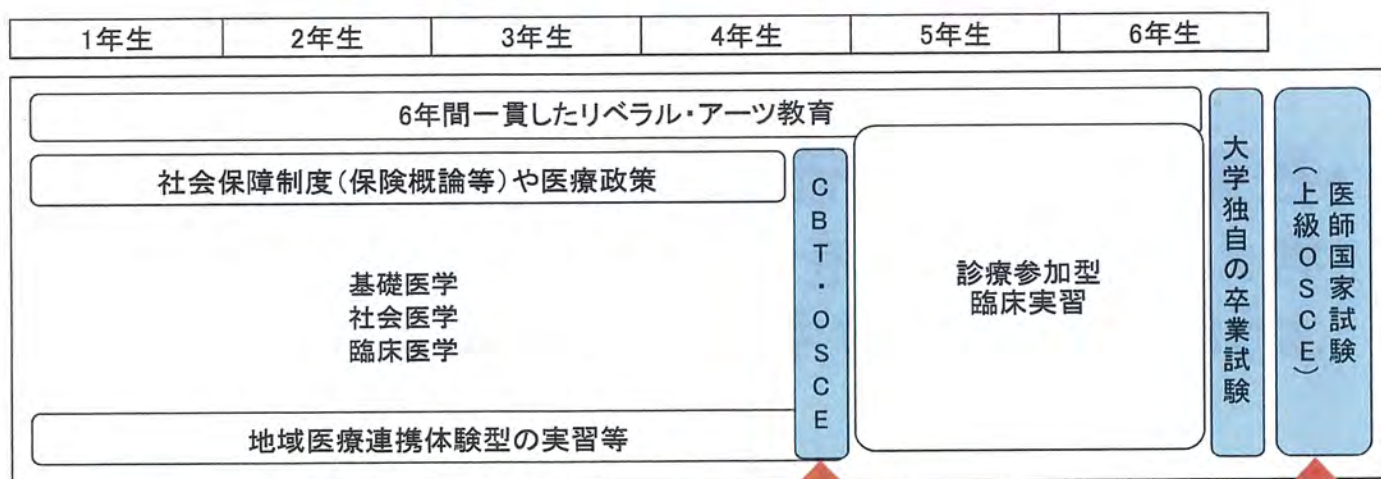 1年生 2年生 3年生 4年生 5年生 6年生
6年間一貫したリベラル・アーツ教育
社会保障制度(保険概論等)や医療政策
基礎医学
社会医学
臨床医学
地域医療連携体験型の実習等
CBT・OSCE
診療参加型
臨床実習
大学独自の卒業試験
医師国家試験
(上級OSCE)